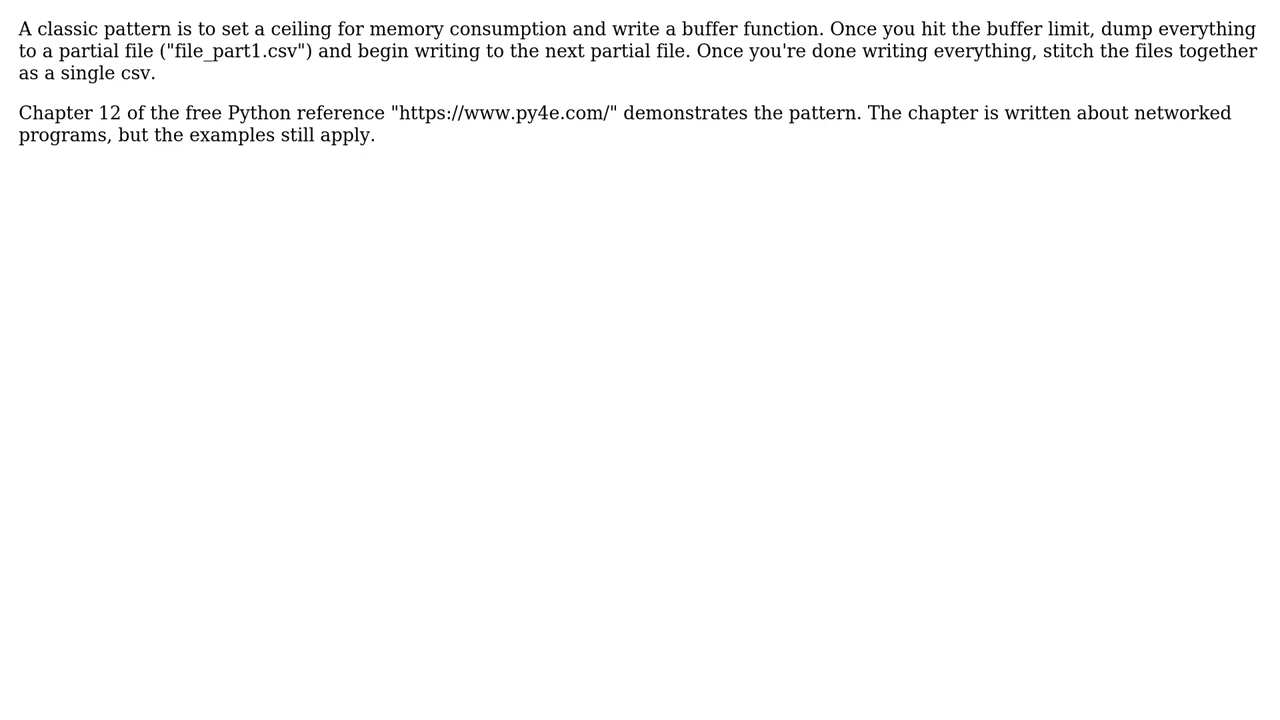 A classic pattern is to set a ceiling for memory consumption and write a buffer function. Once you hit the buffer limit, dump everything
to a partial file ("file_part1.csv") and begin writing to the next partial file. Once you're done writing everything, stitch the files together
as a single csv.
Chapter 12 of the free Python reference "https://www.py4e.com/" demonstrates the pattern. The chapter is written about networked
programs, but the examples still apply.